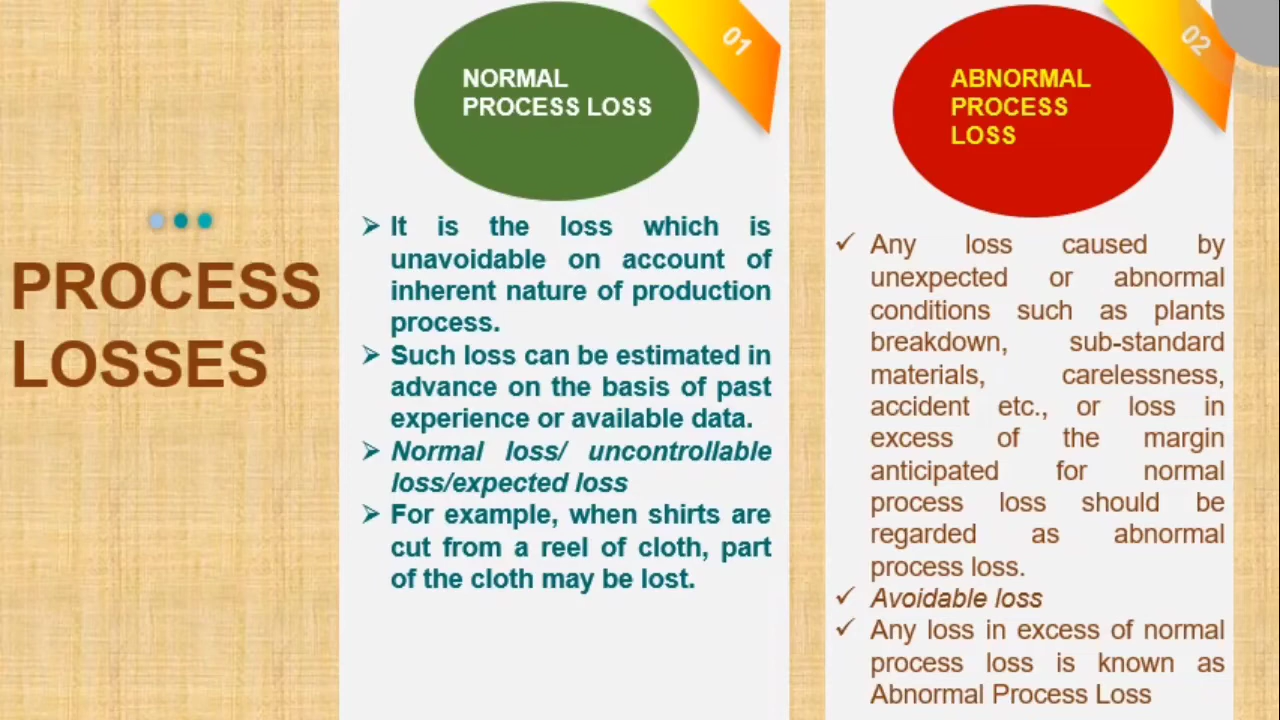 PROCESS
LOSSES
01
NORMAL
PROCESS LOSS
➢ It is the loss which is
unavoidable on account of
inherent nature of production
process.
➢ Such loss can be estimated in
advance on the basis of past
experience or available data.
➢ Normal loss/ uncontrollable
loss/expected loss
➢ For example, when shirts are
cut from a reel of cloth, part
of the cloth may be lost.
02
ABNORMAL
PROCESS
LOSS
✓ Any loss caused by
unexpected or abnormal
conditions such as plants
breakdown, sub-standard
materials, carelessness,
accident etc., or loss in
excess of the margin
anticipated for normal
process loss should be
regarded as abnormal
process loss.
✓ Avoidable loss
✓ Any loss in excess of normal
process loss is known as
Abnormal Process Loss